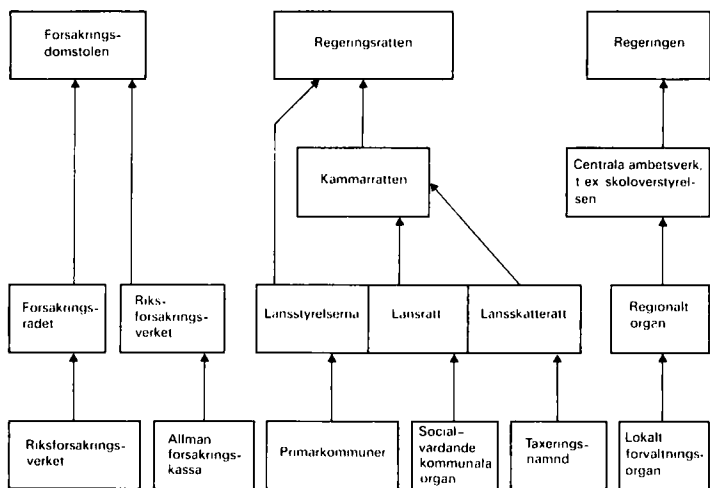 Forsakrings-
domstolen
Regeringsratten
Regeringen
Kammarratten
Centrala ambetsverk,
t ex skoloverstyrel-
sen
Forsakrings-
radet
Riks-
forsakrings-
verket
Lansstyrelserna
Lansratt
Lansskatteratt
Regionalt
organ
Riksforsakrings-
verket
Allman
forsakrings-
kassa
Primarkommuner
Social-
vardande
kommunala
organ
Taxerings-
namnd
Lokalt
forvaltnings-
organ